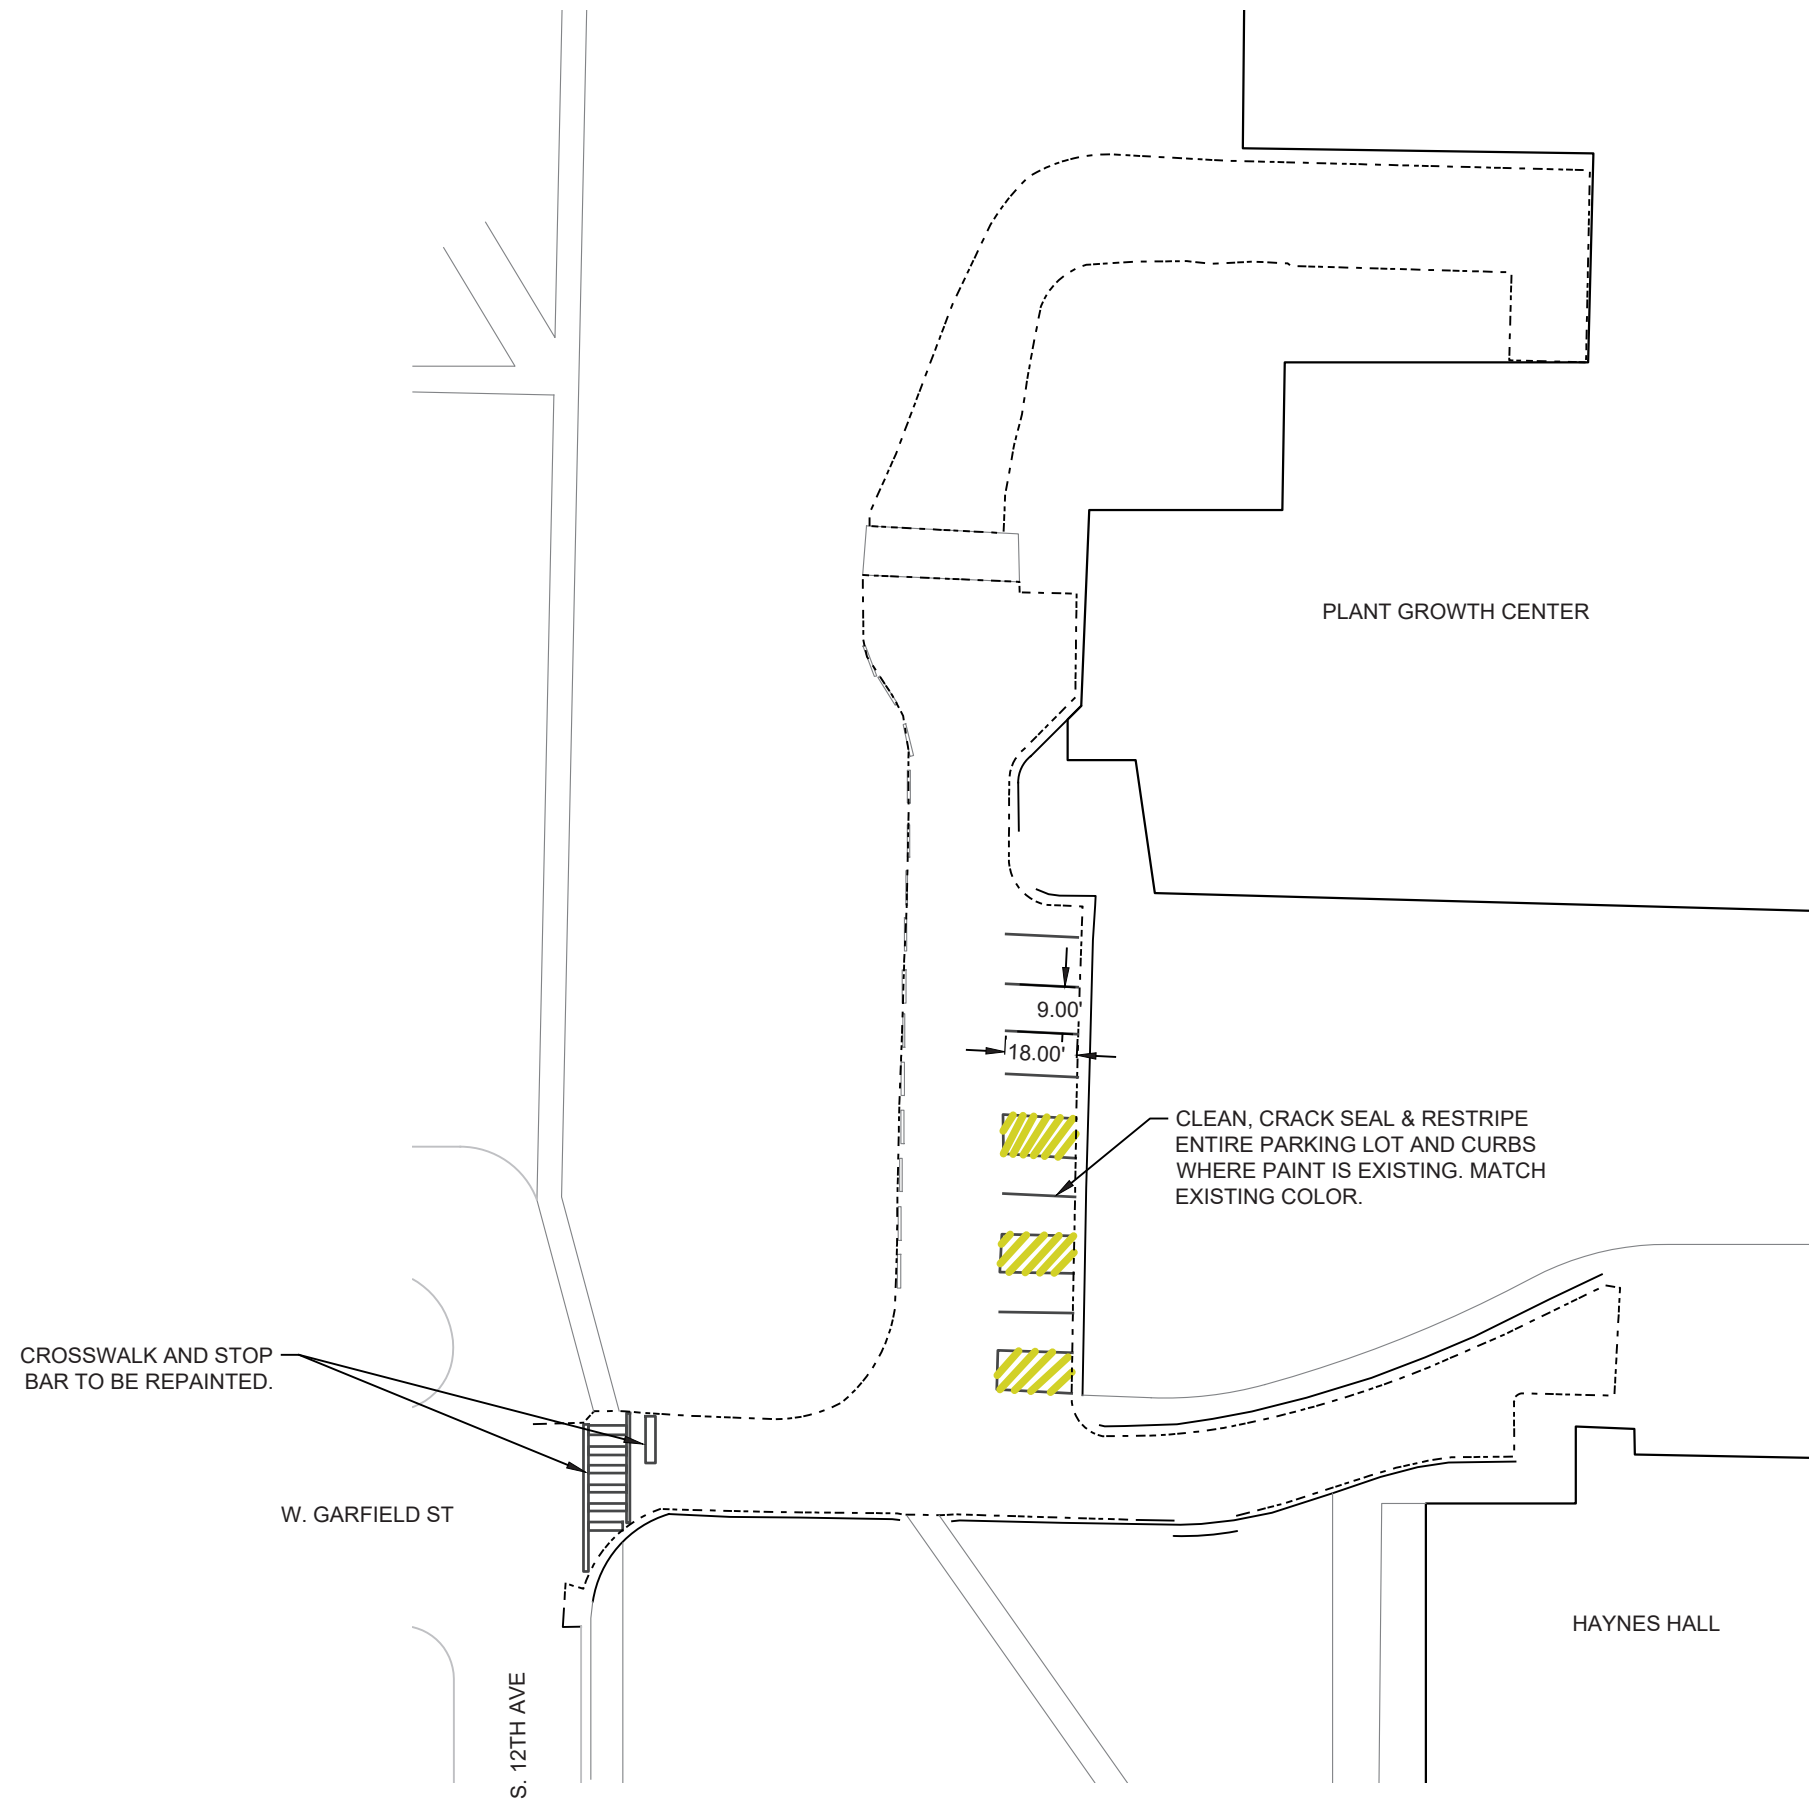 PLANT GROWTH CENTER
9.00'
18.00'
CLEAN, CRACK SEAL & RESTRIPE
ENTIRE PARKING LOT AND CURBS
WHERE PAINT IS EXISTING. MATCH
EXISTING COLOR.
CROSSWALK AND STOP
BAR TO BE REPAINTED.
W. GARFIELD ST
HAYNES HALL
S. 12TH AVE